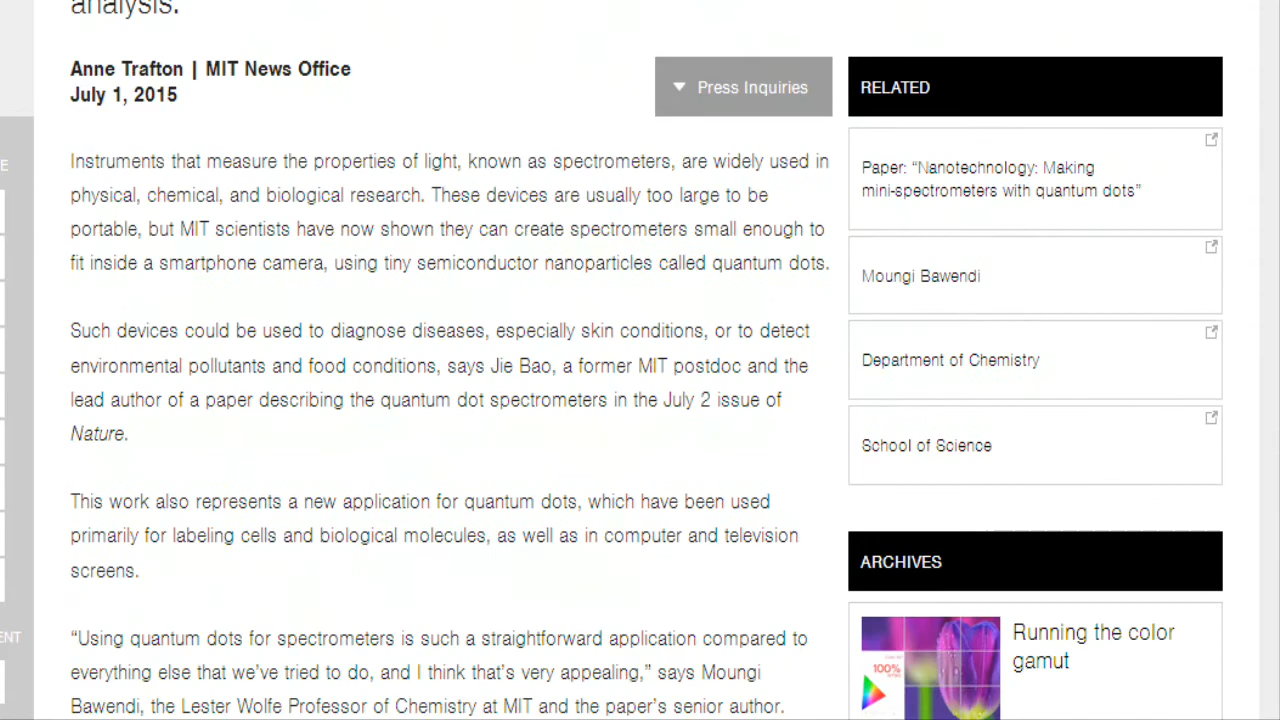 analysis.
Anne Trafton | MIT News Office
July 1, 2015
Press Inquiries
Instruments that measure the properties of light, known as spectrometers, are widely used in
physical, chemical, and biological research. These devices are usually too large to be
portable, but MIT scientists have now shown they can create spectrometers small enough to
fit inside a smartphone camera, using tiny semiconductor nanoparticles called quantum dots.
Such devices could be used to diagnose diseases, especially skin conditions, or to detect
environmental pollutants and food conditions, says Jie Bao, a former MIT postdoc and the
lead author of a paper describing the quantum dot spectrometers in the July 2 issue of
Nature.
This work also represents a new application for quantum dots, which have been used
primarily for labeling cells and biological molecules, as well as in computer and television
screens.
“Using quantum dots for spectrometers is such a straightforward application compared to
everything else that we’ve tried to do, and I think that’s very appealing,” says Moungi
Bawendi, the Lester Wolfe Professor of Chemistry at MIT and the paper’s senior author.
RELATED
Paper: “Nanotechnology: Making
mini-spectrometers with quantum dots”
Moungi Bawendi
Department of Chemistry
School of Science
ARCHIVES
Running the color
gamut
100%
E
ENT